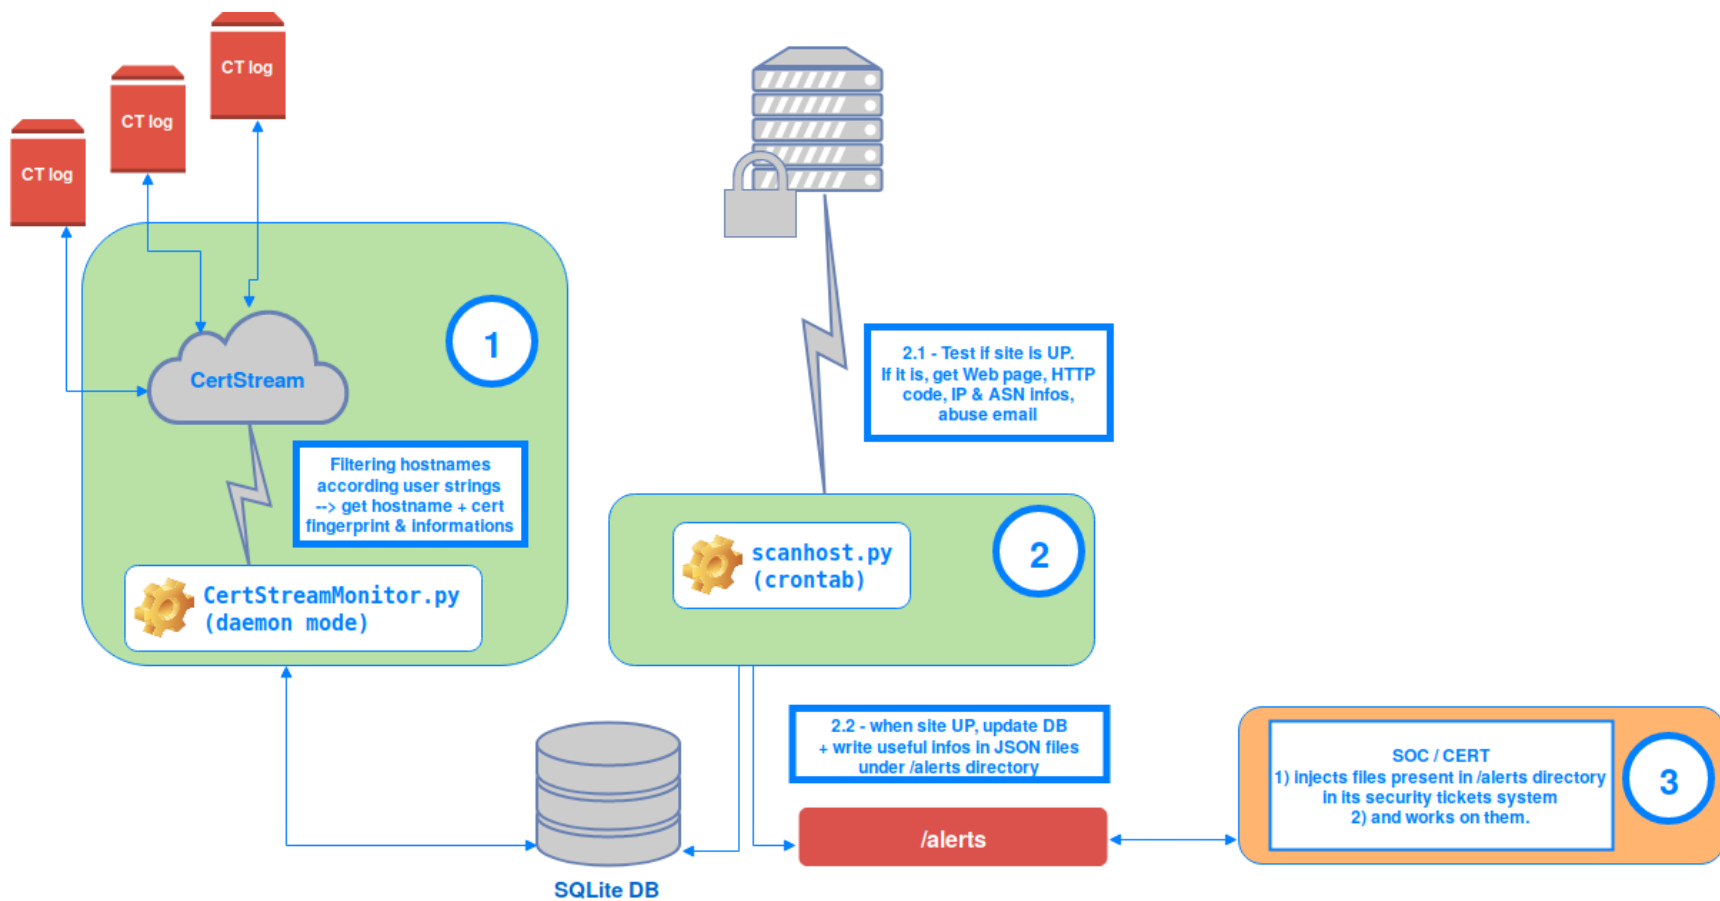 CT log
CT log
CT log
1
CertStream
Filtering hostnames
according user strings
--> get hostname + cert
fingerprint & informations
CertStreamMonitor.py
(daemon mode)
2.1 - Test if site is UP.
If it is, get Web page, HTTP
code, IP & ASN infos,
abuse email
scanhost.py
(crontab)
2
2.2 - when site UP, update DB
+ write useful infos in JSON files
under /alerts directory
SQLite DB
/alerts
SOC / CERT
1) injects files present in /alerts directory
in its security tickets system
2) and works on them.
3